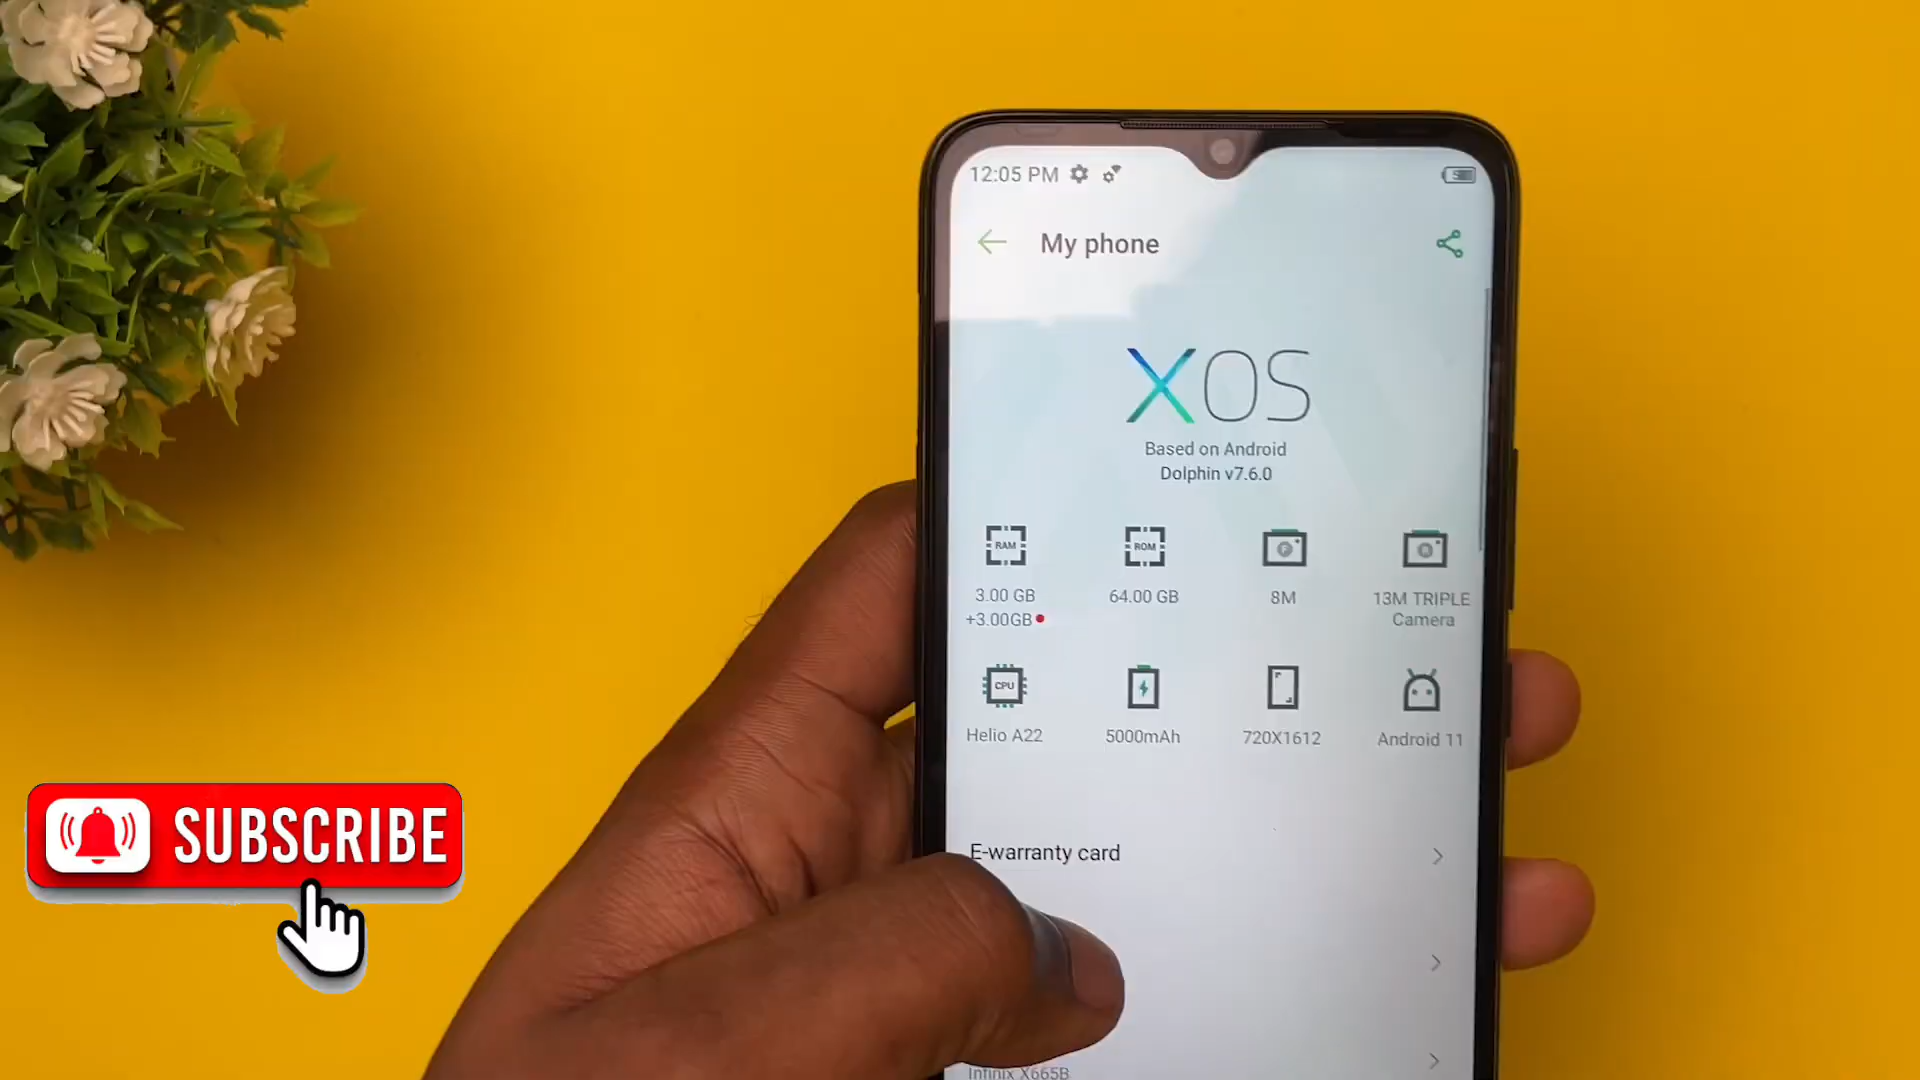 12:05 PM
My phone
XOS
Based on Android
Dolphin v7.6.0
RAM
ROM
3.00 GB
+3.00GB
64.00 GB
8M
13M TRIPLE
Camera
CPU
Helio A22
5000mAh
720X1612
Android 11
E-warranty card
Infinix X665B
SUBSCRIBE